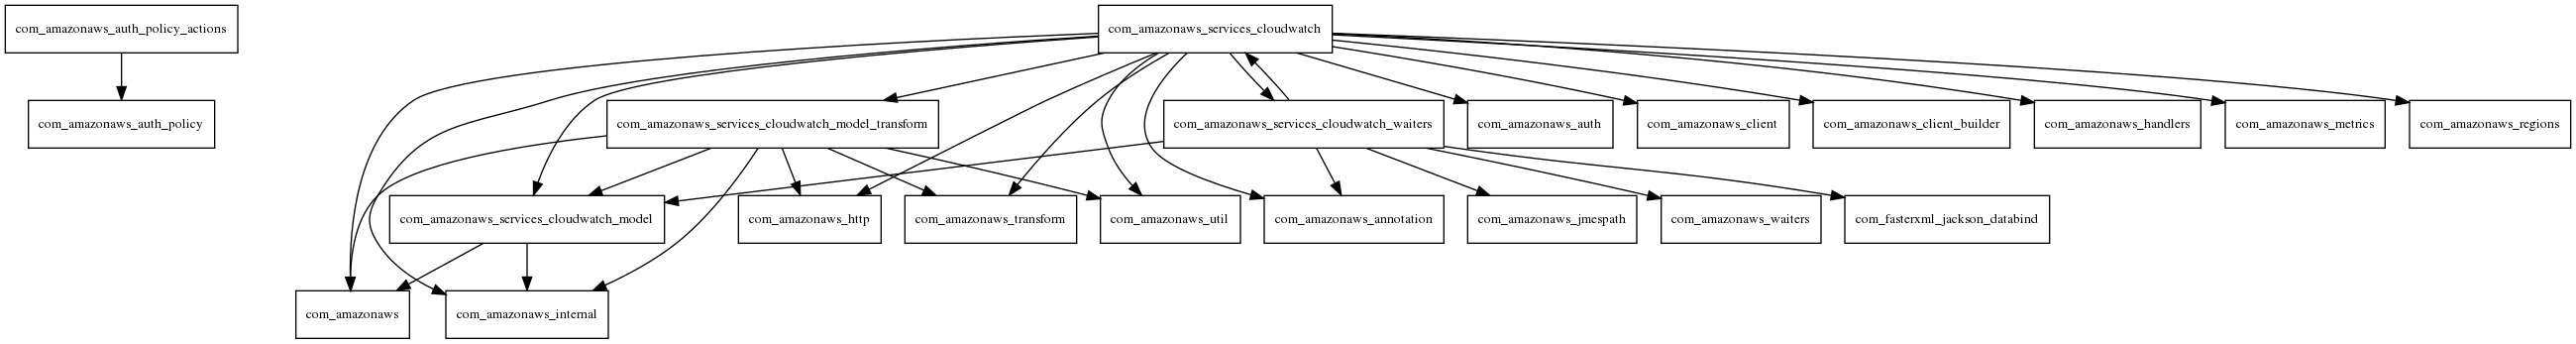 com_amazonaws_auth_policy_actions
com_amazonaws_services_cloudwatch
com_amazonaws_auth_policy
com_amazonaws_services_cloudwatch_model_transform
com_amazonaws_services_cloudwatch_waiters
com_amazonaws_auth
com_amazonaws_client
com_amazonaws_client_builder
com_amazonaws_handlers
com_amazonaws_metrics
com_amazonaws_regions
com_amazonaws_services_cloudwatch_model
com_amazonaws_http
com_amazonaws_transform
com_amazonaws_util
com_amazonaws_annotation
com_amazonaws_jmespath
com_amazonaws_waiters
com_fasterxml_jackson_databind
com_amazonaws
com_amazonaws_internal